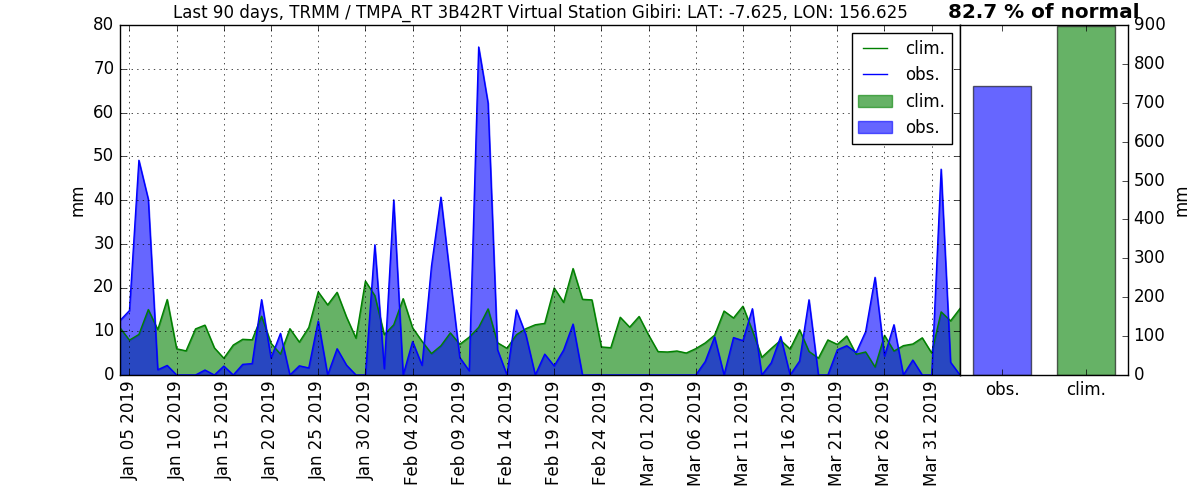 Last 90 days, TRMM / TMPA_RT 3B42RT Virtual Station Gibiri: LAT: -7.625, LON: 156.625
82.7 % of normal
80
70
60
50
40
30
20
10
0
mm
clim.
obs.
clim.
obs.
900
800
700
600
500
400
300
200
100
0
mm
Jan 05 2019
Jan 10 2019
Jan 15 2019
Jan 20 2019
Jan 25 2019
Jan 30 2019
Feb 04 2019
Feb 09 2019
Feb 14 2019
Feb 19 2019
Feb 24 2019
Mar 01 2019
Mar 06 2019
Mar 11 2019
Mar 16 2019
Mar 21 2019
Mar 26 2019
Mar 31 2019
obs.
clim.